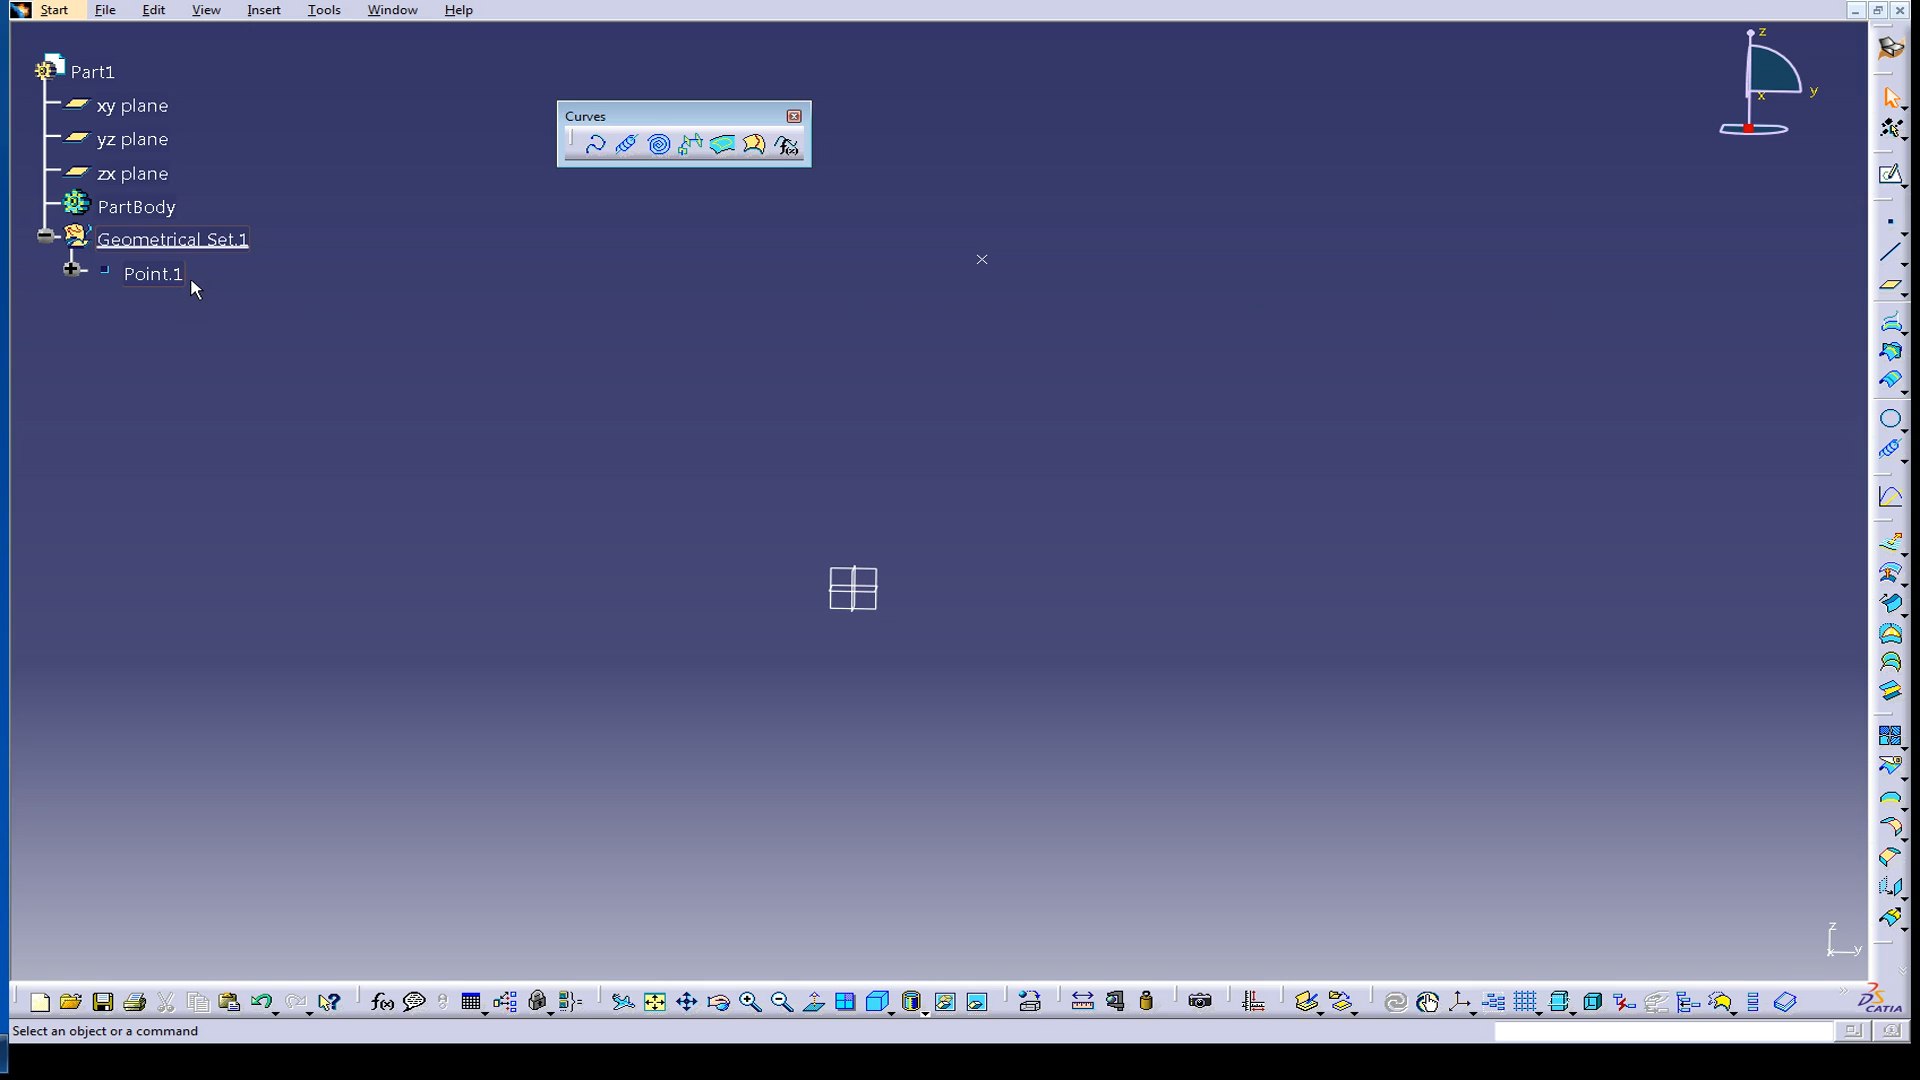 Start File Edit View Insert Tools Window Help
Part1
xy plane
yz plane
zx plane
PartBody
Geometrical Set.1
Point.1
Curves
f(x)
z
x
y
z
x
y
f(x)
DS
CATIA
Select an object or a command